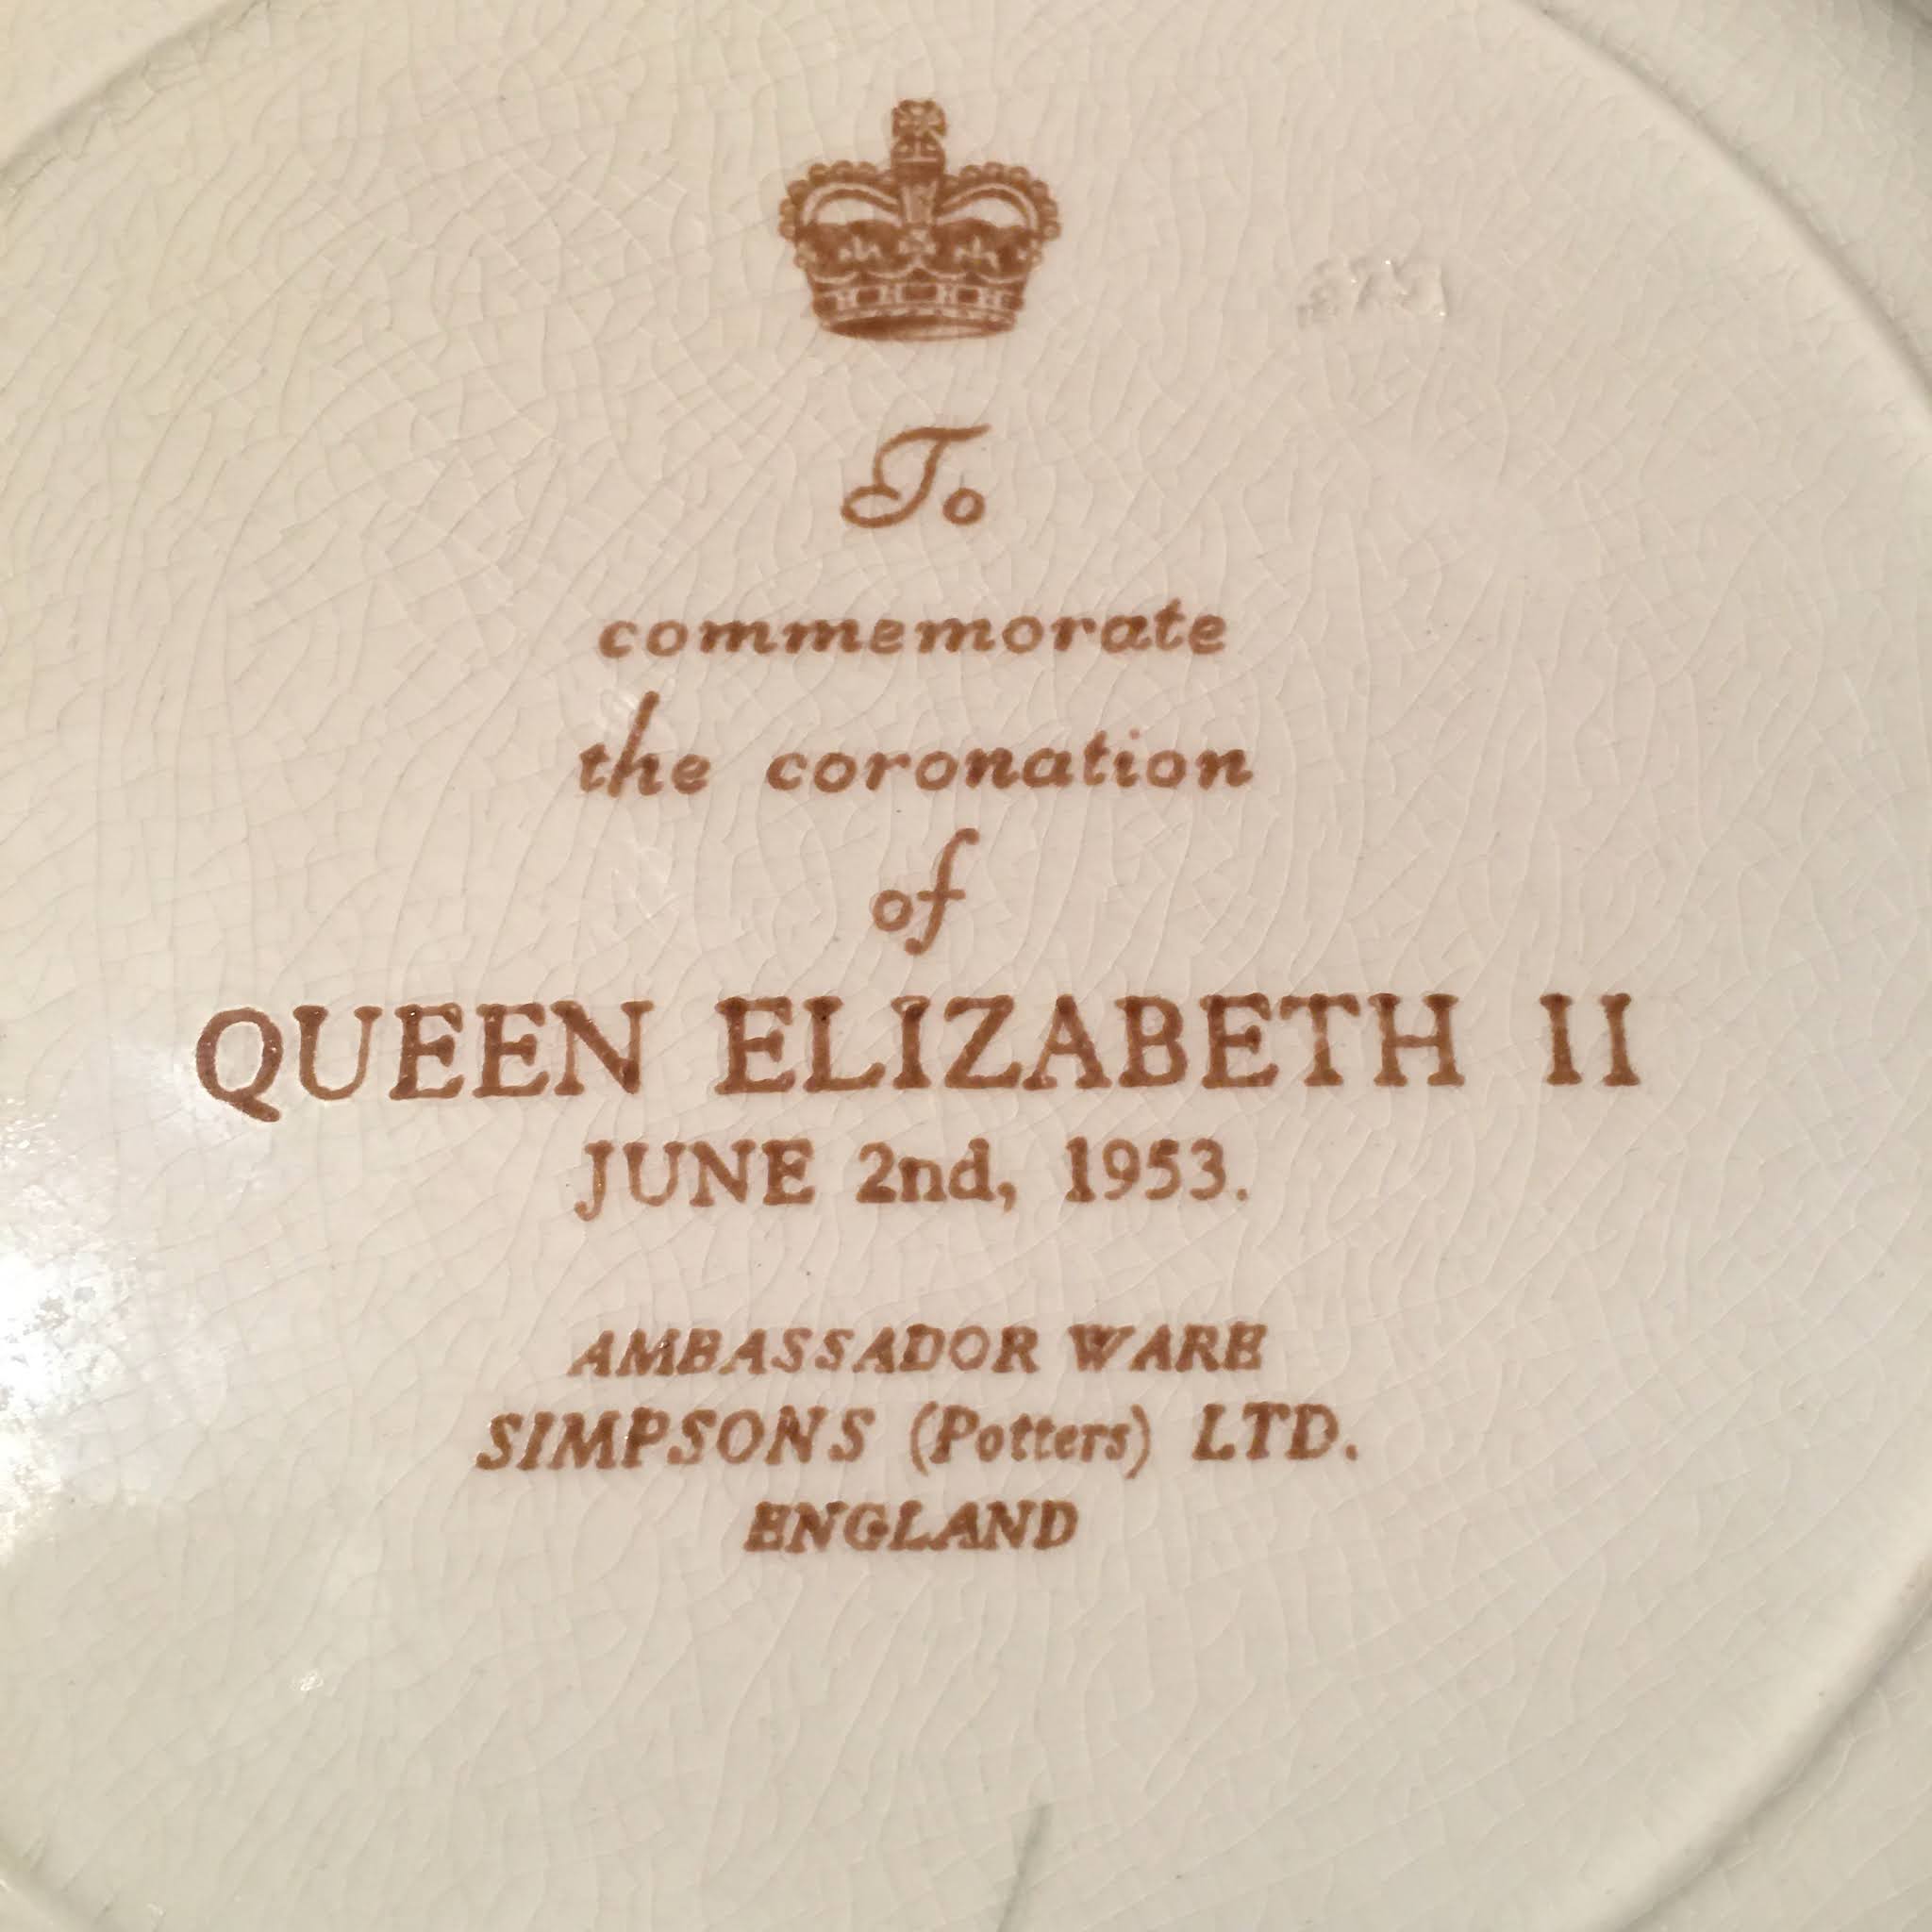 To
commemorate
the coronation
of
QUEEN ELIZABETH II
JUNE 2nd, 1953.
AMBASSADOR WARE
SIMPSONS (Potters) LTD.
ENGLAND